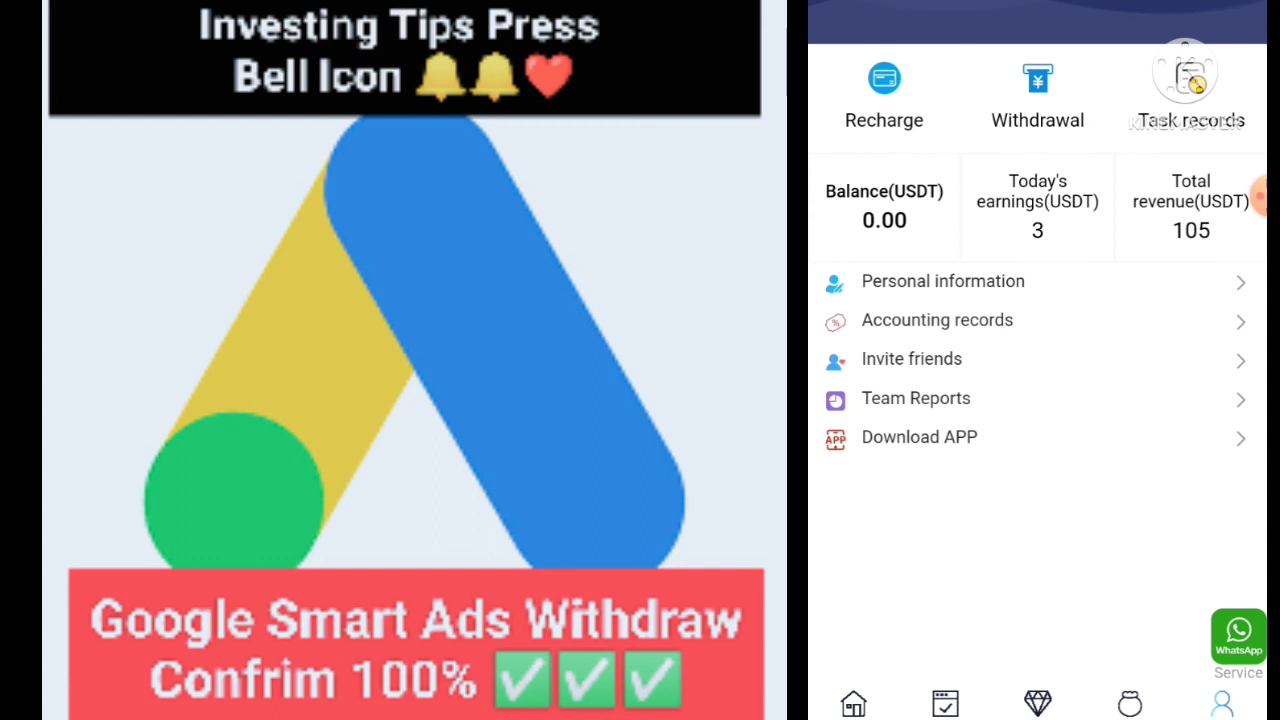 Investing Tips Press
Bell Icon 🔔🔔❤️
Google Smart Ads Withdraw
Confrim 100% ✅✅✅
Recharge
Withdrawal
Task records
KINEMASTER
Balance(USDT)
0.00
Today's
earnings(USDT)
3
Total
revenue(USDT)
105
Personal information
Accounting records
Invite friends
Team Reports
APP
Download APP
WhatsApp
Service